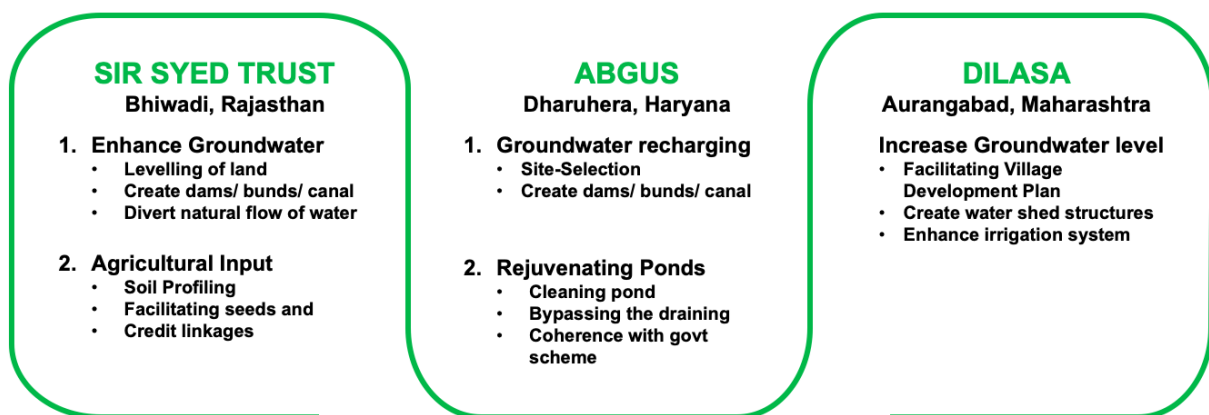 SIR SYED TRUST
Bhiwadi, Rajasthan
1. Enhance Groundwater
• Levelling of land
• Create dams/ bunds/ canal
• Divert natural flow of water
2. Agricultural Input
• Soil Profiling
• Facilitating seeds and
• Credit linkages
ABGUS
Dharuhera, Haryana
1. Groundwater recharging
• Site-Selection
• Create dams/ bunds/ canal
2. Rejuvenating Ponds
• Cleaning pond
• Bypassing the draining
• Coherence with govt
scheme
DILASA
Aurangabad, Maharashtra
Increase Groundwater level
• Facilitating Village
Development Plan
• Create water shed structures
• Enhance irrigation system